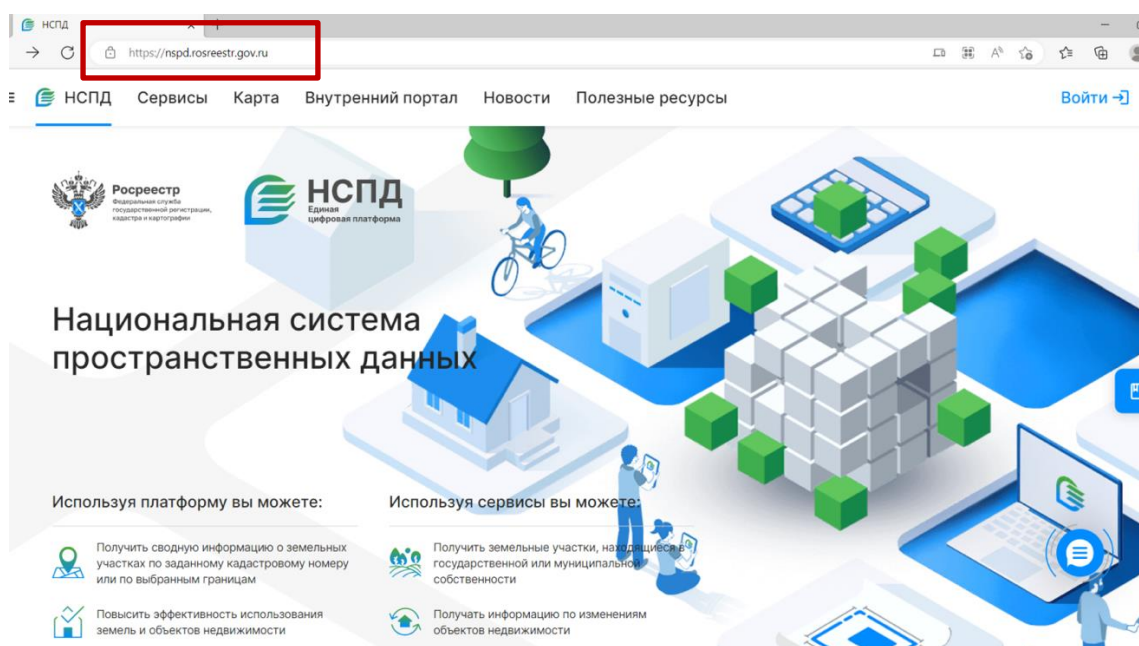 НСПД
https://nspd.rosreestr.gov.ru
НСПД Сервисы Карта Внутренний портал Новости Полезные ресурсы Войти
Росреестр
Федеральная служба
государственной регистрации,
кадастра и картографии
НСПД
Единая
цифровая платформа
Национальная система
пространственных данных
Используя платформу вы можете:
Получить сводную информацию о земельных
участках по заданному кадастровому номеру
или по выбранным границам
Повысить эффективность использования
земель и объектов недвижимости
Используя сервисы вы можете:
Получить земельные участки, находящиеся в
государственной или муниципальной
собственности
Получать информацию по изменениям
объектов недвижимости